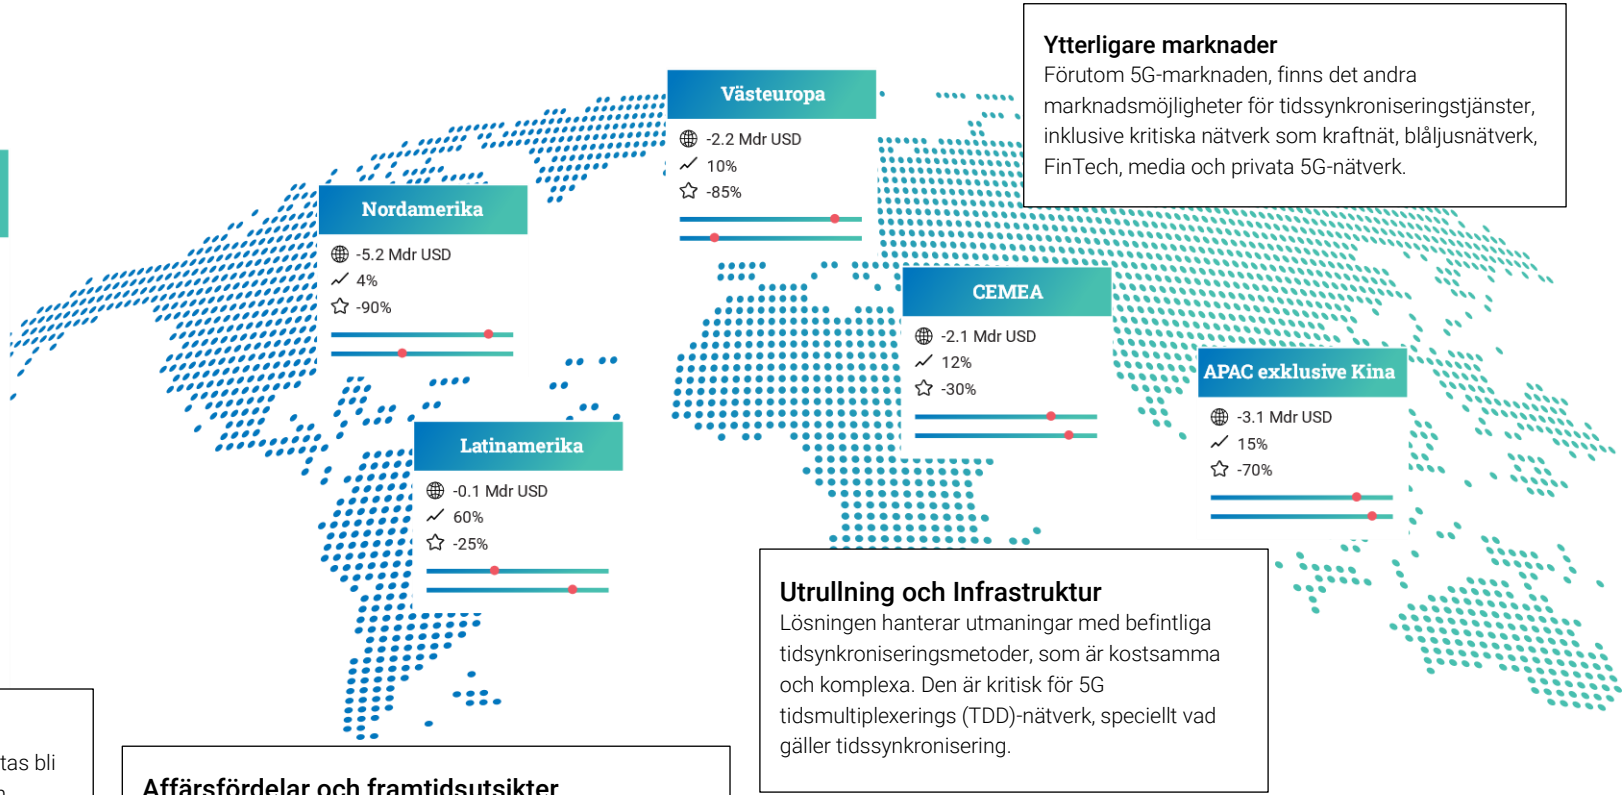 Ytterligare marknader
Förutom 5G-marknaden, finns det andra
marknadsmöjligheter för tidssynkroniseringstjänster,
inklusive kritiska nätverk som kraftnät, blåljusnätverk,
FinTech, media och privata 5G-nätverk.
Västeuropa
-2.2 Mdr USD
10%
-85%
Nordamerika
-5.2 Mdr USD
4%
-90%
CEMEA
-2.1 Mdr USD
12%
-30%
APAC exklusive Kina
-3.1 Mdr USD
15%
-70%
Latinamerika
-0.1 Mdr USD
60%
-25%
Utrullning och Infrastruktur
Lösningen hanterar utmaningar med befintliga
tidsynkroniseringsmetoder, som är kostsamma
och komplexa. Den är kritisk för 5G
tidsmultiplexerings (TDD)-nätverk, speciellt vad
gäller tidssynkronisering.
tas bli
Affärsfördelar och framtidsutsikter